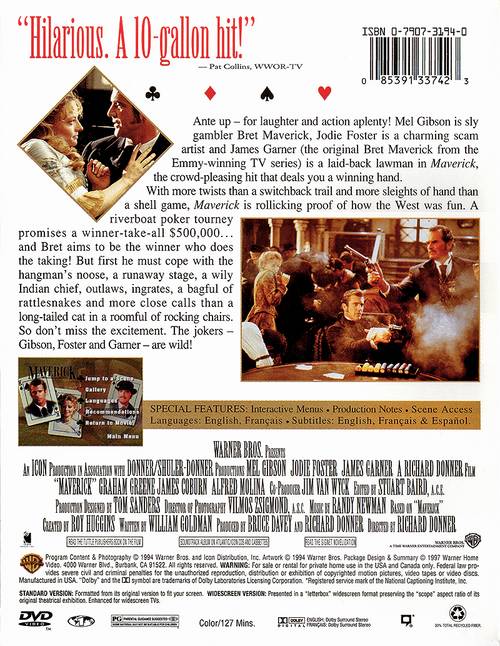 "Hilarious. A 10-gallon hit!"
— Pat Collins, WWOR-TV
ISBN 0-7907-3194-0
0 85391 33742 3
Ante up – for laughter and action aplenty! Mel Gibson is sly
gambler Bret Maverick, Jodie Foster is a charming scam
artist and James Garner (the original Bret Maverick from the
Emmy-winning TV series) is a laid-back lawman in Maverick,
the crowd-pleasing hit that deals you a winning hand.
With more twists than a switchback trail and more sleights of hand than
a shell game, Maverick is rollicking proof of how the West was fun. A
riverboat poker tourney
promises a winner-take-all $500,000...
and Bret aims to be the winner who does
the taking! But first he must cope with the
hangman's noose, a runaway stage, a wily
Indian chief, outlaws, ingrates, a bagful of
rattlesnakes and more close calls than a
long-tailed cat in a roomful of rocking chairs.
So don't miss the excitement. The jokers –
Gibson, Foster and Garner – are wild!
MAVERICK
Jump to a Scene
Gallery
Languages
Recommendations
Return to Movie
Main Menu
SPECIAL FEATURES: Interactive Menus • Production Notes • Scene Access
Languages: English, Français • Subtitles: English, Français & Español.
WARNER BROS. PRESENTS
AN ICON PRODUCTION IN ASSOCIATION WITH DONNER/SHULER-DONNER PRODUCTIONS MEL GIBSON JODIE FOSTER JAMES GARNER A RICHARD DONNER FILM
"MAVERICK" GRAHAM GREENE JAMES COBURN ALFRED MOLINA CO-PRODUCER JIM VAN WYCK EDITED BY STUART BAIRD, A.C.E.
PRODUCTION DESIGNED BY TOM SANDERS DIRECTOR OF PHOTOGRAPHY VILMOS ZSIGMOND, A.S.C. MUSIC BY RANDY NEWMAN BASED ON "MAVERICK"
CREATED BY ROY HUGGINS WRITTEN BY WILLIAM GOLDMAN PRODUCED BY BRUCE DAVEY AND RICHARD DONNER DIRECTED BY RICHARD DONNER
READ THE TUTTLE PUBLISHERS BOOK ON THE FILM
SOUNDTRACK ALBUM ON ATLANTIC/ICON CDS AND CASSETTES
READ THE SIGNET NOVELIZATION
WARNER BROS.
A TIME WARNER ENTERTAINMENT COMPANY
Program Content & Photography © 1994 Warner Bros. and Icon Distribution, Inc. Artwork © 1994 Warner Bros. Package Design & Summary © 1997 Warner Home
Video, 4000 Warner Blvd., Burbank, CA 91522. All rights reserved. WARNING: For sale or rental for private home use in the USA and Canada only. Federal law pro-
vides severe civil and criminal penalties for the unauthorized reproduction, distribution or exhibition of copyrighted motion pictures, video tapes or video discs.
Manufactured in USA. "Dolby" and the DD symbol are trademarks of Dolby Laboratories Licensing Corporation. *Registered service mark of the National Captioning Institute, Inc.
STANDARD VERSION: Formatted from its original version to fit your screen. WIDESCREEN VERSION: Presented in a "letterbox" widescreen format preserving the "scope" aspect ratio of its
original theatrical exhibition. Enhanced for widescreen TVs.
DVD
VIDEO
TM
PG PARENTAL GUIDANCE SUGGESTED
Color/127 Mins.
DOLBY
DIGITAL
ENGLISH: Dolby Surround Stereo
FRANÇAIS: Dolby Surround Stereo
20% TOTAL RECYCLED FIBER.